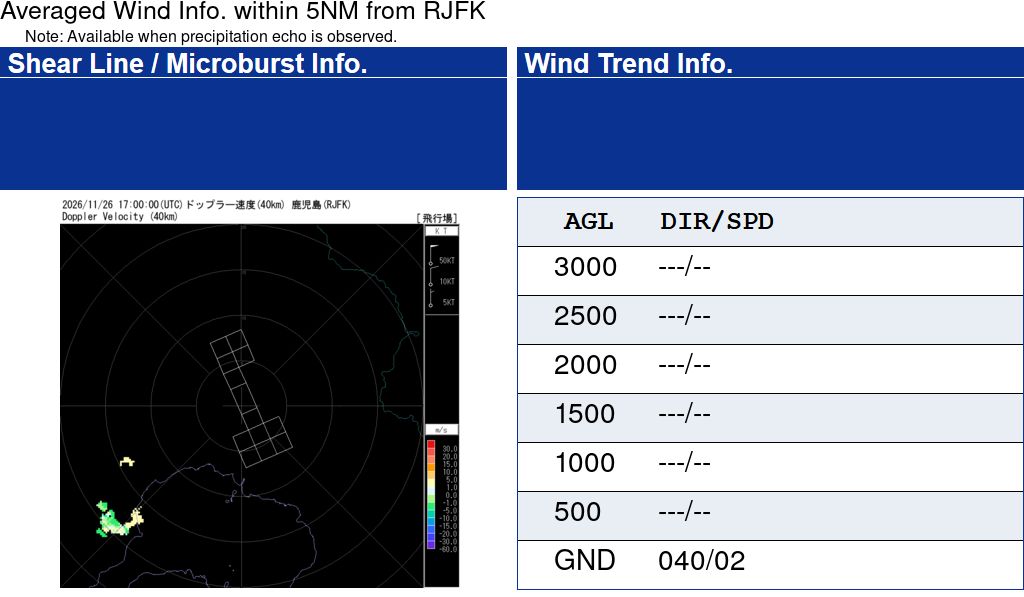 Averaged Wind Info. within 5NM from RJFK
Note: Available when precipitation echo is observed.
Shear Line / Microburst Info.
Wind Trend Info.
2026/11/26 17:00:00(UTC) ドップラー速度(40km) 鹿児島(RJFK)
Doppler Velocity (40km)
[飛行場]
K T
50KT
10KT
5KT
m/s
30.0
20.0
15.0
10.0
5.0
1.0
0.0
-1.0
-5.0
-10.0
-15.0
-20.0
-30.0
-60.0
AGL DIR/SPD
3000 ---/--
2500 ---/--
2000 ---/--
1500 ---/--
1000 ---/--
500 ---/--
GND 040/02